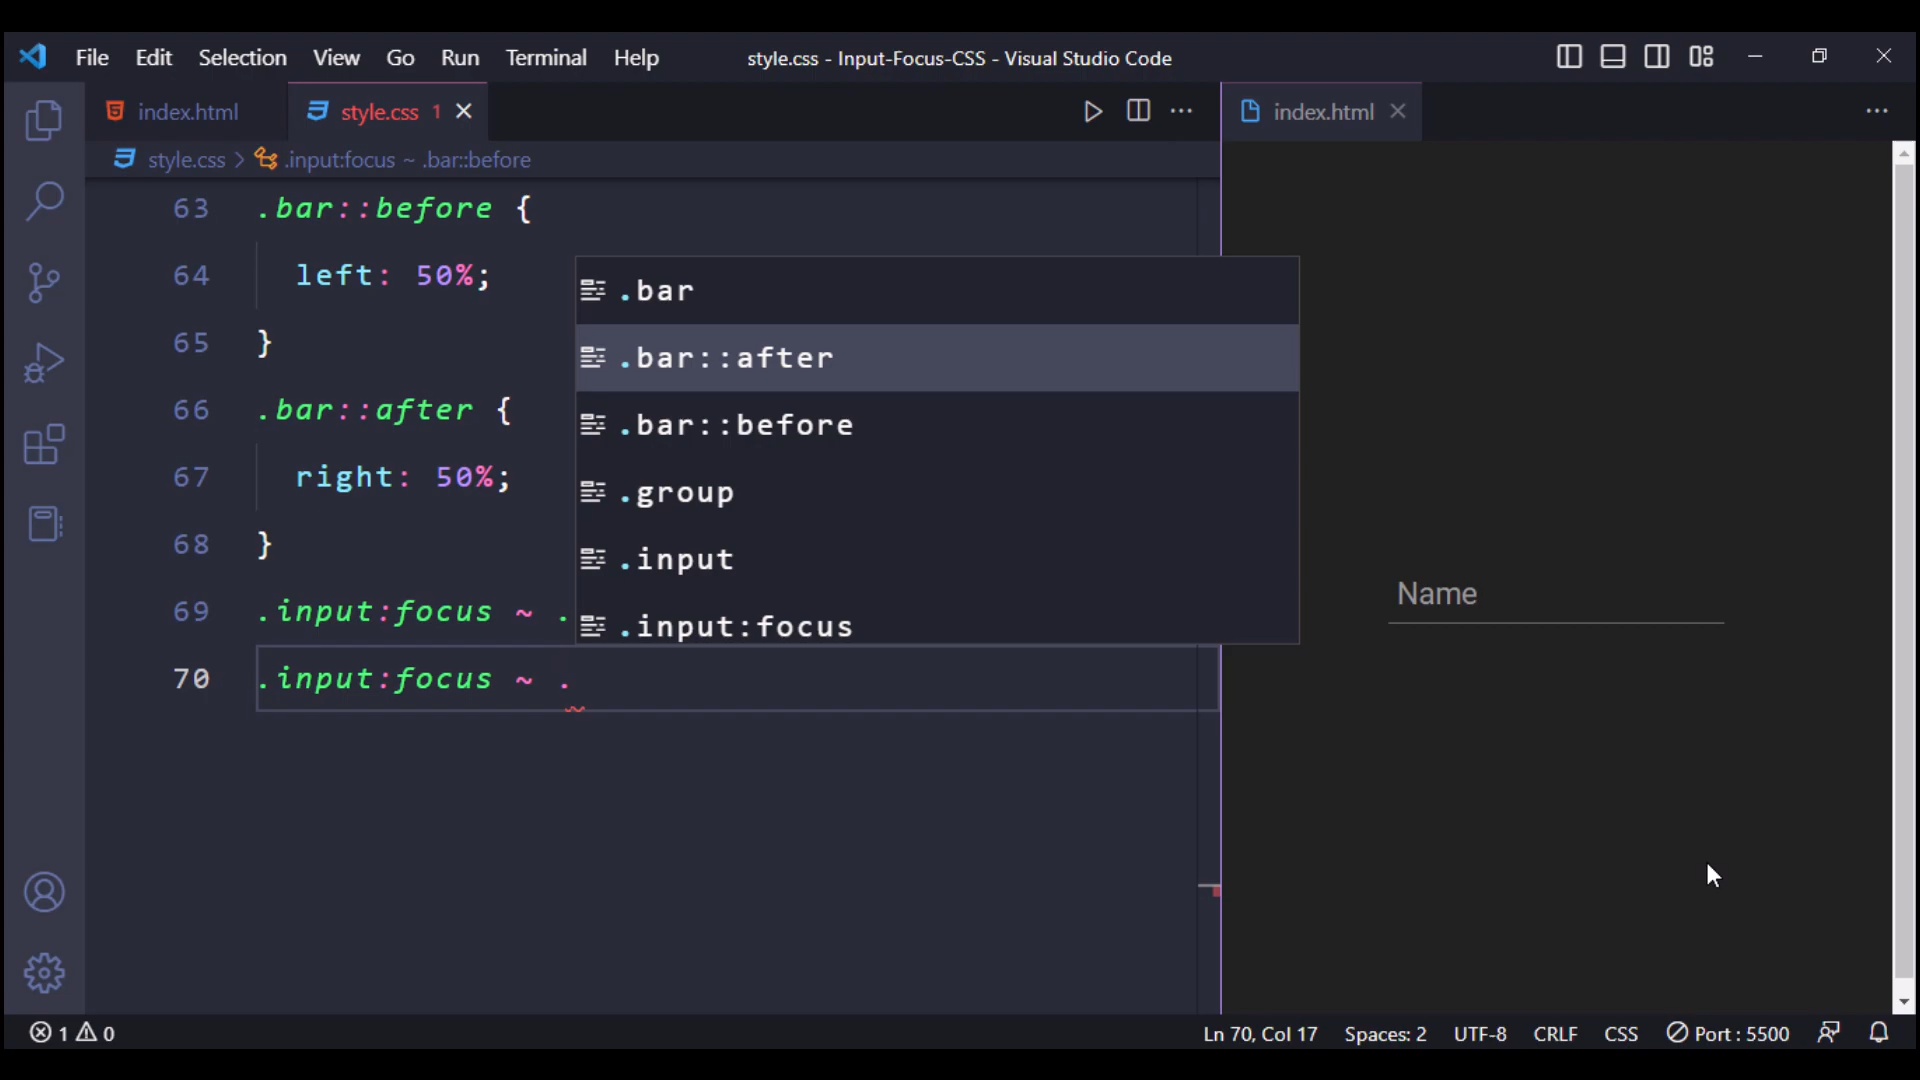 File Edit Selection View Go Run Terminal Help style.css - Input-Focus-CSS - Visual Studio Code
index.html style.css 1 index.html
style.css > .input:focus ~ .bar::before
63 .bar::before {
64 left: 50%;
65 }
66 .bar::after {
67 right: 50%;
68 }
69 .input:focus ~ .
70 .input:focus ~ .
.bar
.bar::after
.bar::before
.group
.input
.input:focus
Name
1 0 Ln 70, Col 17 Spaces: 2 UTF-8 CRLF CSS Port : 5500